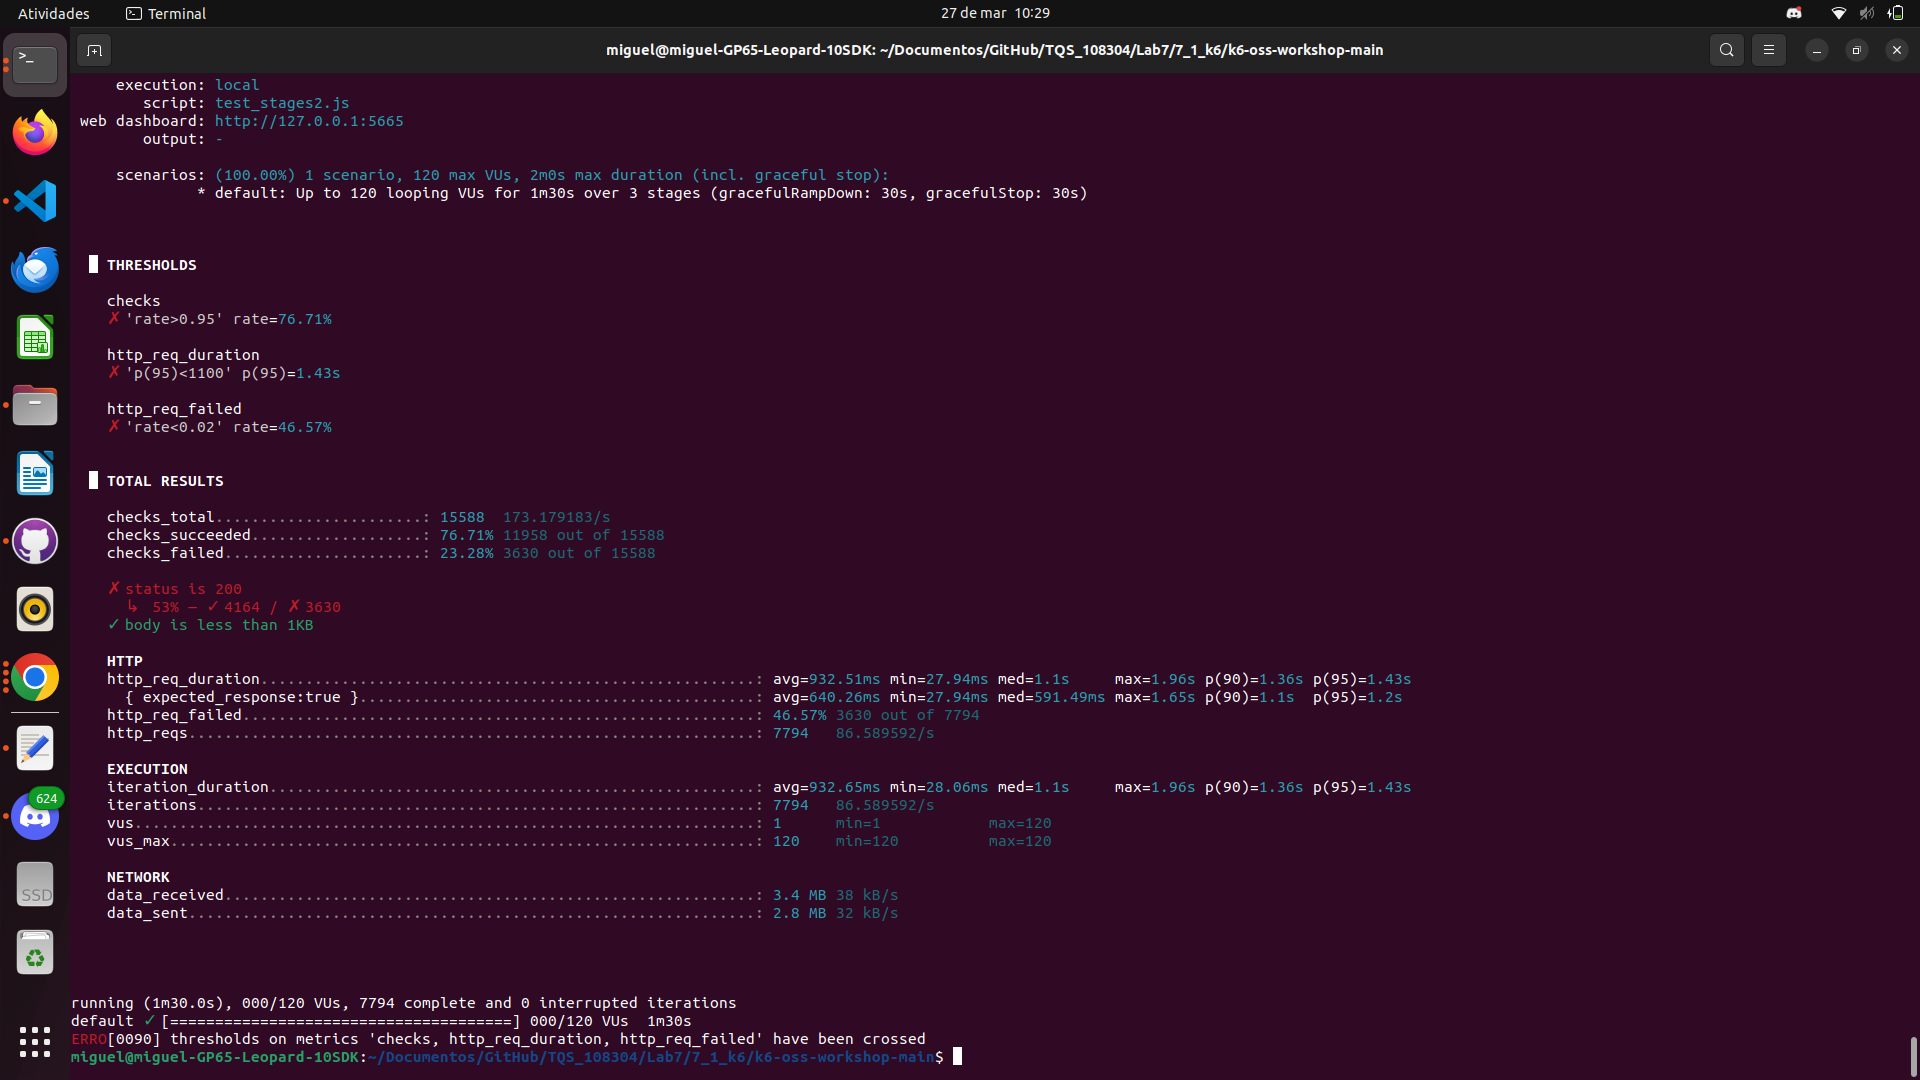 Atividades
Terminal
27 de mar 10:29
miguel@miguel-GP65-Leopard-10SDK: ~/Documentos/GitHub/TQS_108304/Lab7/7_1_k6/k6-oss-workshop-main
execution: local
script: test_stages2.js
web dashboard: http://127.0.0.1:5665
output: -
scenarios: (100.00%) 1 scenario, 120 max VUs, 2m0s max duration (incl. graceful stop):
* default: Up to 120 looping VUs for 1m30s over 3 stages (gracefulRampDown: 30s, gracefulStop: 30s)
█ THRESHOLDS
checks
✗ 'rate>0.95' rate=76.71%
http_req_duration
✗ 'p(95)<1100' p(95)=1.43s
http_req_failed
✗ 'rate<0.02' rate=46.57%
█ TOTAL RESULTS
checks_total.......................: 15588 173.179183/s
checks_succeeded...................: 76.71% 11958 out of 15588
checks_failed......................: 23.28% 3630 out of 15588
✗ status is 200
↳ 53% — ✓ 4164 / ✗ 3630
✓ body is less than 1KB
HTTP
http_req_duration.......................................................: avg=932.51ms min=27.94ms med=1.1s max=1.96s p(90)=1.36s p(95)=1.43s
{ expected_response:true }............................................: avg=640.26ms min=27.94ms med=591.49ms max=1.65s p(90)=1.1s p(95)=1.2s
http_req_failed.........................................................: 46.57% 3630 out of 7794
http_reqs...............................................................: 7794 86.589592/s
EXECUTION
iteration_duration......................................................: avg=932.65ms min=28.06ms med=1.1s max=1.96s p(90)=1.36s p(95)=1.43s
iterations..............................................................: 7794 86.589592/s
vus.....................................................................: 1 min=1 max=120
vus_max.................................................................: 120 min=120 max=120
NETWORK
data_received...........................................................: 3.4 MB 38 kB/s
data_sent...............................................................: 2.8 MB 32 kB/s
running (1m30.0s), 000/120 VUs, 7794 complete and 0 interrupted iterations
default ✓ [======================================] 000/120 VUs 1m30s
ERRO[0090] thresholds on metrics 'checks, http_req_duration, http_req_failed' have been crossed
miguel@miguel-GP65-Leopard-10SDK:~/Documentos/GitHub/TQS_108304/Lab7/7_1_k6/k6-oss-workshop-main$
624
SSD